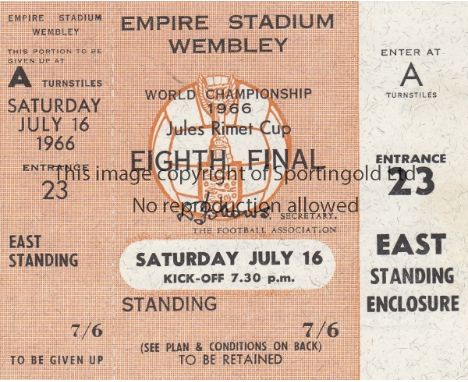 EMPIRE STADIUM
WEMBLEY
THIS PORTION TO BE
GIVEN UP AT
A TURNSTILES
SATURDAY
JULY 16
1966
ENTRANCE
23
EAST
STANDING
7/6
TO BE GIVEN UP
EMPIRE STADIUM
WEMBLEY
WORLD CHAMPIONSHIP
1966
Jules Rimet Cup
EIGHTH FINAL
This image copyright of Sportingold Ltd
No reproduction allowed
SECRETARY.
THE FOOTBALL ASSOCIATION
SATURDAY JULY 16
KICK-OFF 7.30 p.m.
STANDING
7/6
(SEE PLAN & CONDITIONS ON BACK)
TO BE RETAINED
ENTER AT
A
TURNSTILES
ENTRANCE
23
EAST
STANDING
ENCLOSURE